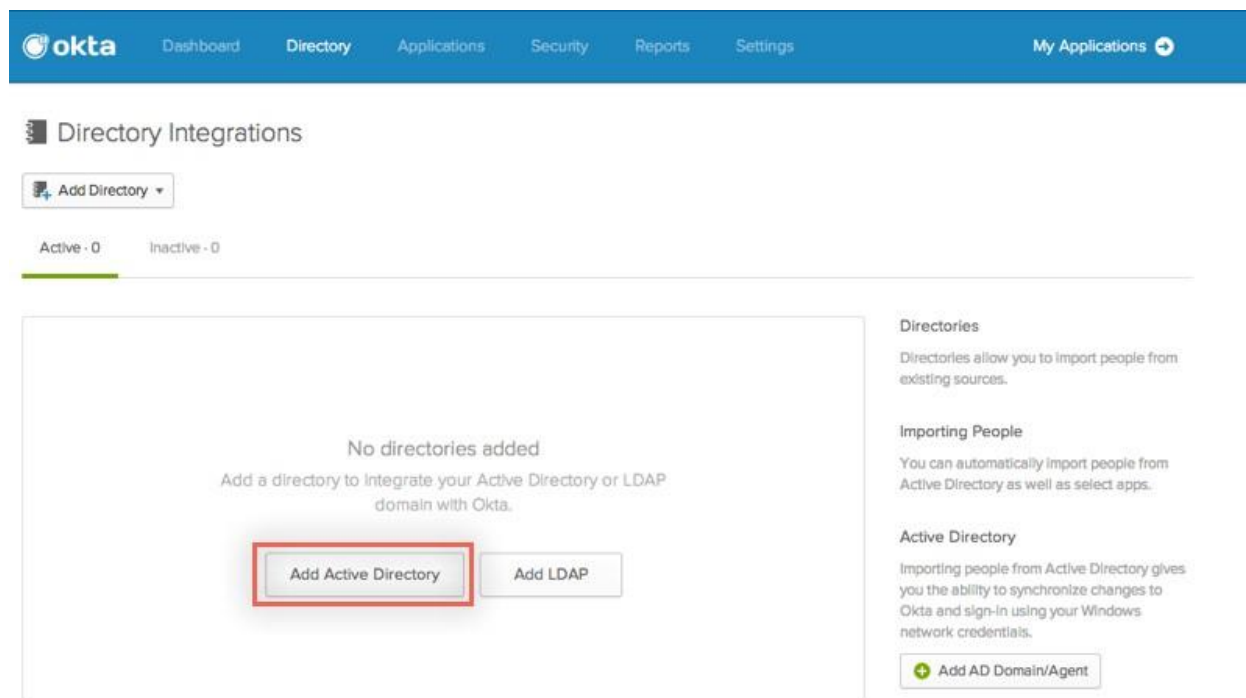 okta
Dashboard
Directory
Applications
Security
Reports
Settings
My Applications
Directory Integrations
Add Directory
Active · 0
Inactive · 0
No directories added
Add a directory to integrate your Active Directory or LDAP
domain with Okta.
Add Active Directory
Add LDAP
Directories
Directories allow you to import people from
existing sources.
Importing People
You can automatically import people from
Active Directory as well as select apps.
Active Directory
Importing people from Active Directory gives
you the ability to synchronize changes to
Okta and sign-in using your Windows
network credentials.
Add AD Domain/Agent